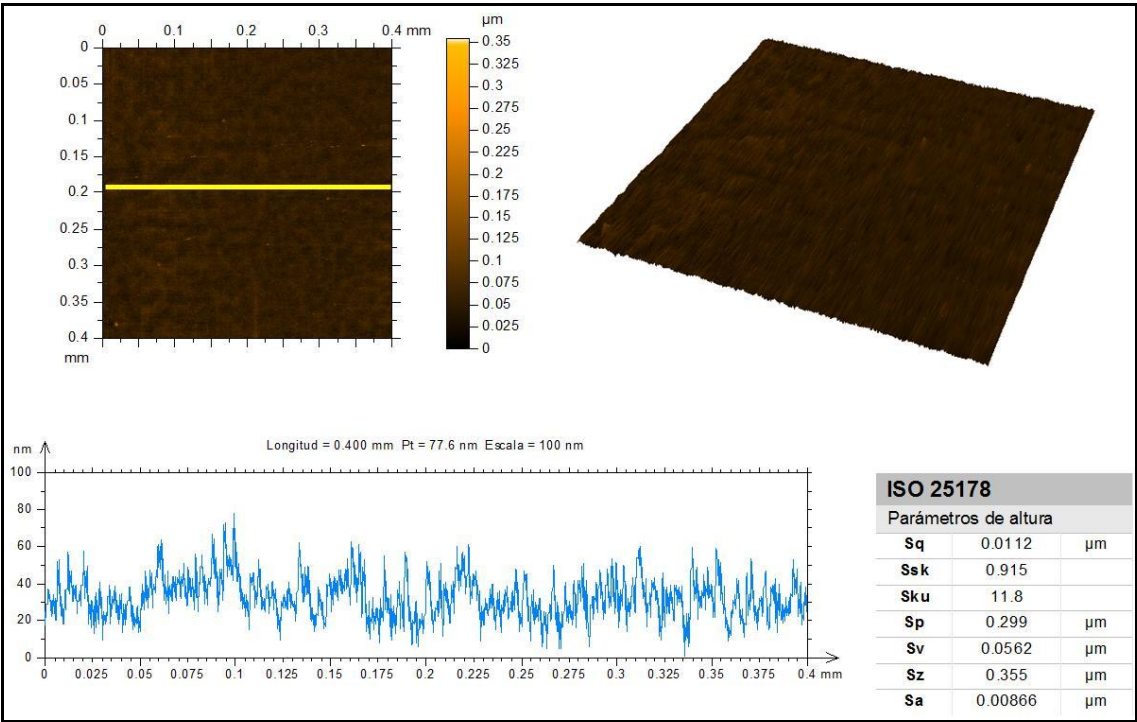 0 0.1 0.2 0.3 0.4 mm
0
0.05
0.1
0.15
0.2
0.25
0.3
0.35
0.4
mm
µm
0.35
0.325
0.3
0.275
0.25
0.225
0.2
0.175
0.15
0.125
0.1
0.075
0.05
0.025
0
Longitud = 0.400 mm Pt = 77.6 nm Escala = 100 nm
nm
100
80
60
40
20
0
0 0.025 0.05 0.075 0.1 0.125 0.15 0.175 0.2 0.225 0.25 0.275 0.3 0.325 0.35 0.375 0.4 mm
ISO 25178
Parámetros de altura
Sq 0.0112 µm
Ssk 0.915
Sku 11.8
Sp 0.299 µm
Sv 0.0562 µm
Sz 0.355 µm
Sa 0.00866 µm